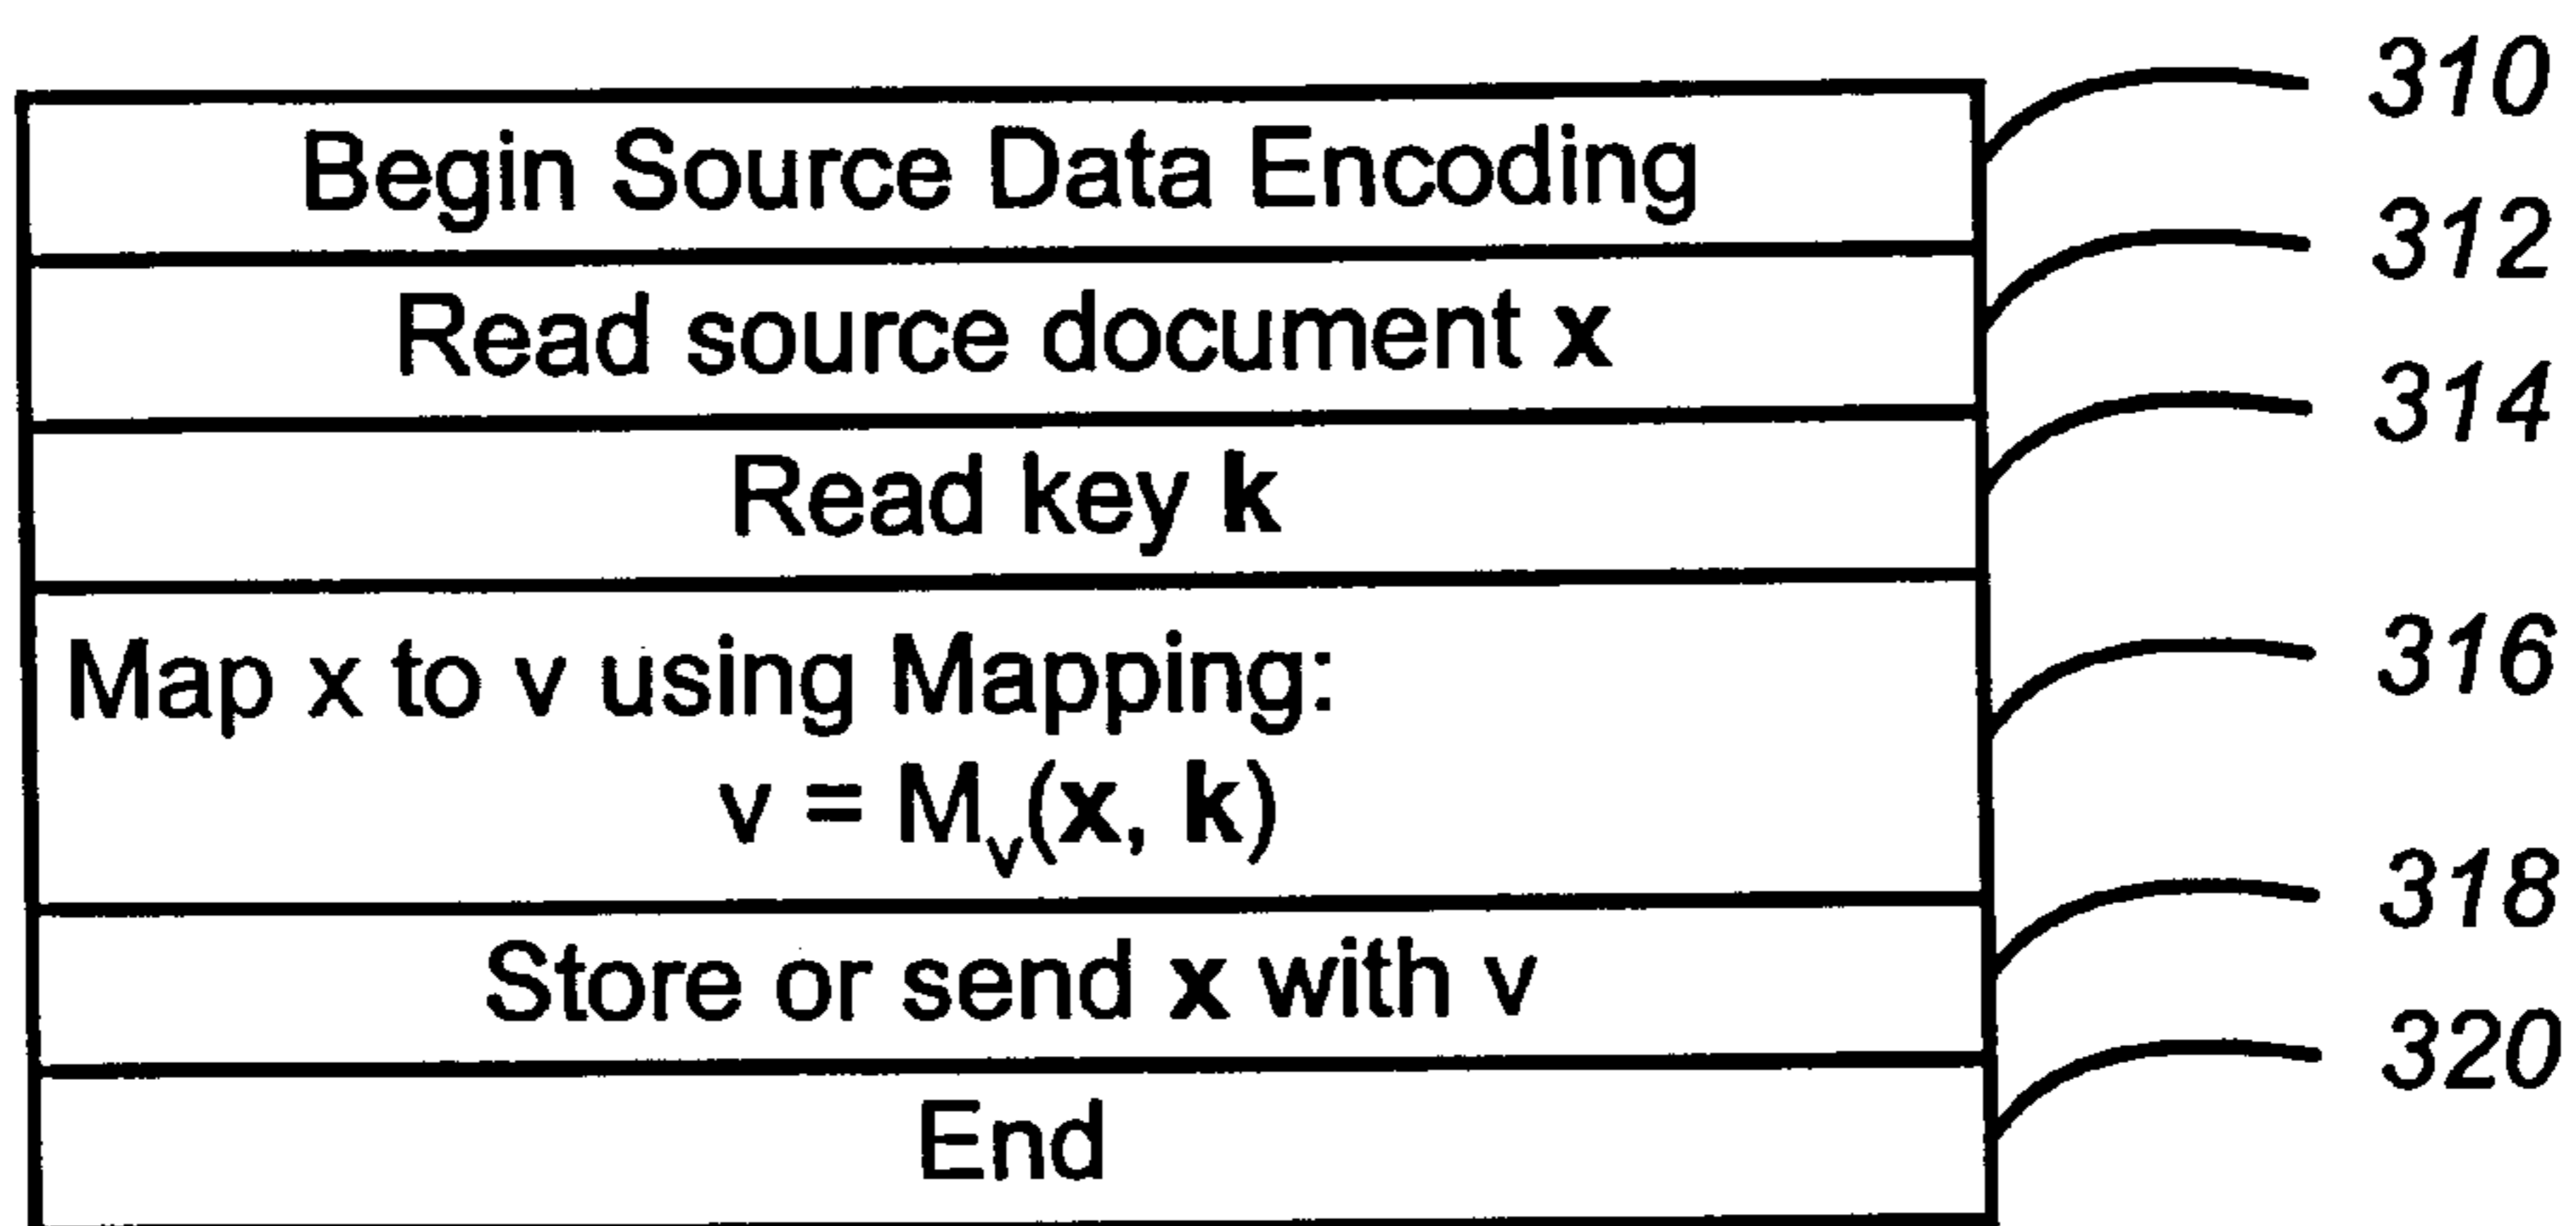 310
Begin Source Data Encoding
312
Read source document x
314
Read key k
316
Map x to v using Mapping:
v = Mᵥ(x, k)
318
Store or send x with v
320
End